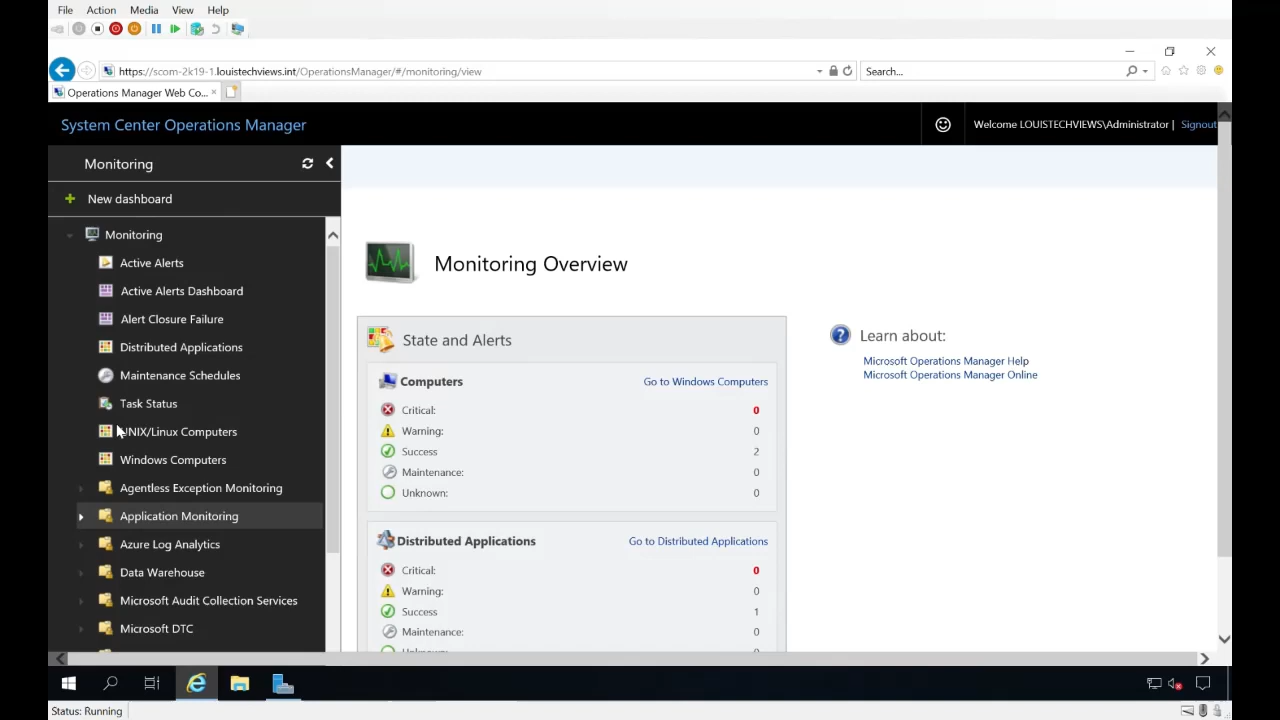 File Action Media View Help
https://scom-2k19-1.louistechviews.int/OperationsManager/#/monitoring/view
Search...
Operations Manager Web Co...
System Center Operations Manager
Welcome LOUISTECHVIEWS\Administrator |
Signout
Monitoring
New dashboard
Monitoring
Active Alerts
Active Alerts Dashboard
Alert Closure Failure
Distributed Applications
Maintenance Schedules
Task Status
UNIX/Linux Computers
Windows Computers
Agentless Exception Monitoring
Application Monitoring
Azure Log Analytics
Data Warehouse
Microsoft Audit Collection Services
Microsoft DTC
Monitoring Overview
State and Alerts
Computers Go to Windows Computers
Critical: 0
Warning: 0
Success 2
Maintenance: 0
Unknown: 0
Distributed Applications Go to Distributed Applications
Critical: 0
Warning: 0
Success 1
Maintenance: 0
Learn about:
Microsoft Operations Manager Help
Microsoft Operations Manager Online
Status: Running